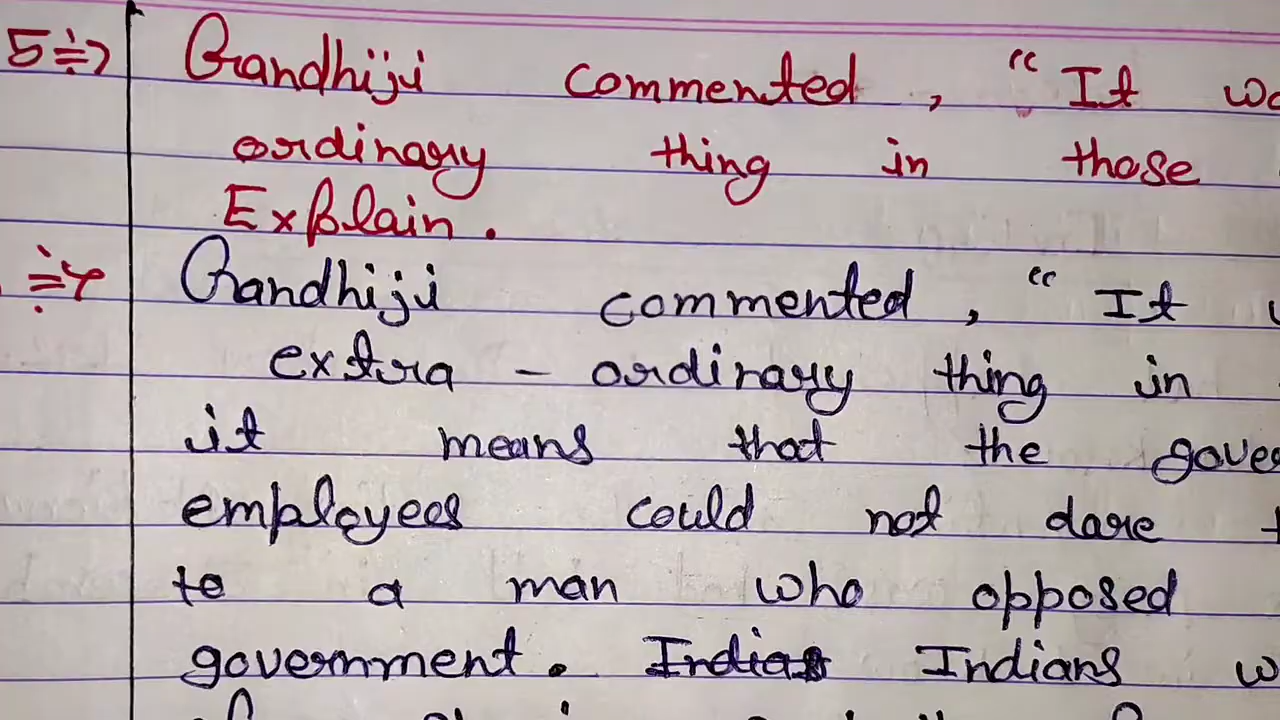 5 ⇒ Gandhiji commented, “ It
ordinary thing in those
Explain.
⇒ Gandhiji commented, “ It
extra - ordinary thing in
it means that the
employees could not dare
to a man who opposed
government. Indias Indians